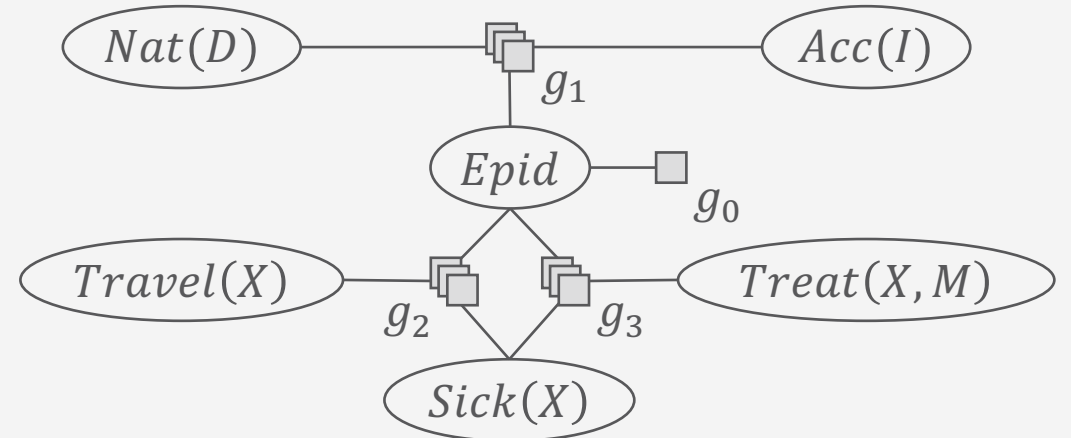 Nat(D)
Acc(I)
g₁
Epid
g₀
Travel(X)
Treat(X, M)
g₂
g₃
Sick(X)